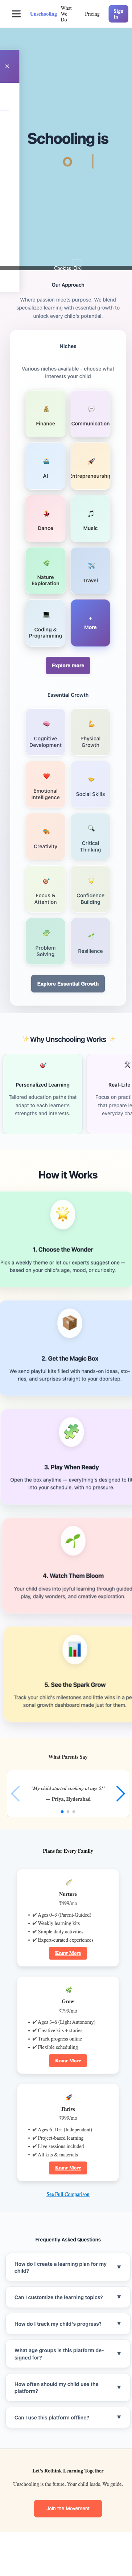 Unschooling
What
We
Do
Pricing
Sign
In
×
Schooling is
o
Cookies OK
Our Approach
Where passion meets purpose. We blend
specialized learning with essential growth to
unlock every child's potential.
Niches
Various niches available - choose what
interests your child
Finance
Communication
AI
Entrepreneurship
Dance
Music
Nature
Exploration
Travel
Coding &
Programming
+
More
Explore more
Essential Growth
Cognitive
Development
Physical
Growth
Emotional
Intelligence
Social Skills
Creativity
Critical
Thinking
Focus &
Attention
Confidence
Building
Problem
Solving
Resilience
Explore Essential Growth
✨ Why Unschooling Works ✨
Personalized Learning
Tailored education paths that
adapt to each learner's
strengths and interests.
Real-Life
Focus on practi
that prepare le
everyday cha
How it Works
1. Choose the Wonder
Pick a weekly theme or let our experts suggest one —
based on your child's age, mood, or curiosity.
2. Get the Magic Box
We send playful kits filled with hands-on ideas, sto-
ries, and surprises straight to your doorstep.
3. Play When Ready
Open the box anytime — everything's designed to fit
into your schedule, with no pressure.
4. Watch Them Bloom
Your child dives into joyful learning through guided
play, daily wonders, and creative exploration.
5. See the Spark Grow
Track your child's milestones and little wins in a per
sonal growth dashboard made just for them.
What Parents Say
"My child started cooking at age 5!"
— Priya, Hyderabad
Plans for Every Family
Nurture
₹499/mo
✔ Ages 0–3 (Parent-Guided)
✔ Weekly learning kits
✔ Simple daily activities
✔ Expert-curated experiences
Know More
Grow
₹799/mo
✔ Ages 3–6 (Light Autonomy)
✔ Creative kits + stories
✔ Track progress online
✔ Flexible scheduling
Know More
Thrive
₹999/mo
✔ Ages 6–10+ (Independent)
✔ Project-based learning
✔ Live sessions included
✔ All kits & materials
Know More
See Full Comparison
Frequently Asked Questions
How do I create a learning plan for my
child?
Can I customize the learning topics?
How do I track my child's progress?
What age groups is this platform de-
signed for?
How often should my child use the
platform?
Can I use this platform offline?
Let's Rethink Learning Together
Unschooling is the future. Your child leads. We guide.
Join the Movement